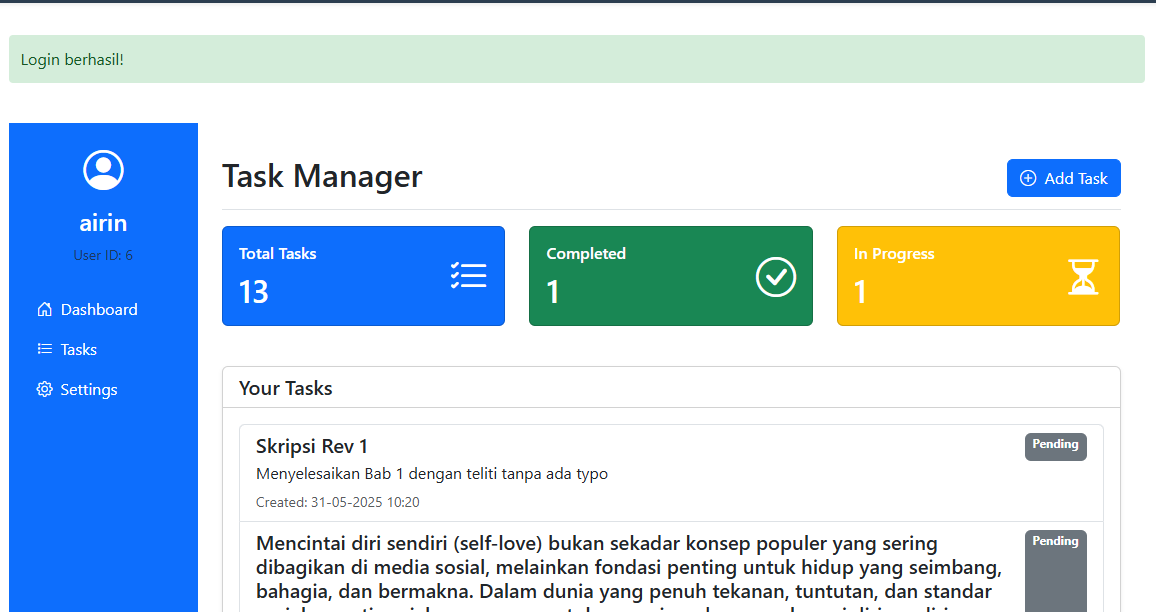 Login berhasil!
airin
User ID: 6
Dashboard
Tasks
Settings
Task Manager
Add Task
Total Tasks
13
Completed
1
In Progress
1
Your Tasks
Skripsi Rev 1
Pending
Menyelesaikan Bab 1 dengan teliti tanpa ada typo
Created: 31-05-2025 10:20
Mencintai diri sendiri (self-love) bukan sekadar konsep populer yang sering
Pending
dibagikan di media sosial, melainkan fondasi penting untuk hidup yang seimbang,
bahagia, dan bermakna. Dalam dunia yang penuh tekanan, tuntutan, dan standar